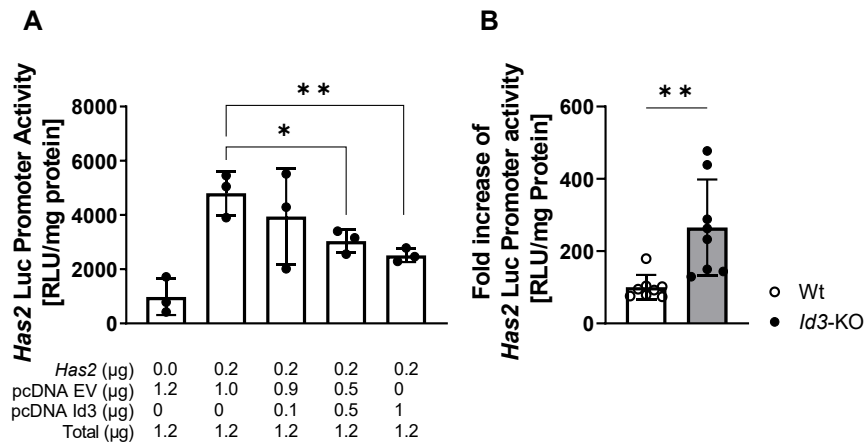 A
Has2 Luc Promoter Activity
[RLU/mg protein]
8000
6000
4000
2000
0
**
*
Has2 (µg) 0.0 0.2 0.2 0.2 0.2
pcDNA EV (µg) 1.2 1.0 0.9 0.5 0
pcDNA Id3 (µg) 0 0 0.1 0.5 1
Total (µg) 1.2 1.2 1.2 1.2 1.2
B
Fold increase of
Has2 Luc Promoter activity
[RLU/mg Protein]
600
400
200
0
**
Wt
Id3-KO